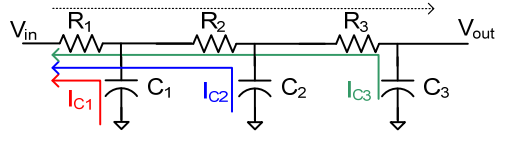 R1 R2 R3
Vin Vout
C1 C2 C3
IC1 IC2 IC3